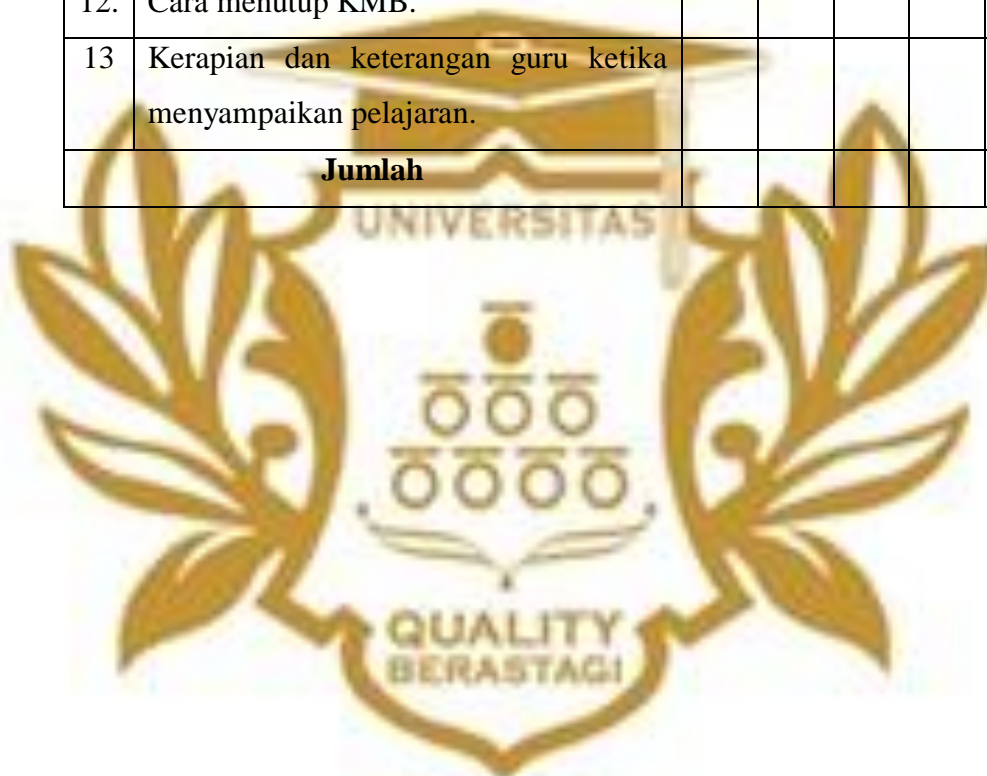 12. Cara menutup KMB.
13 Kerapian dan keterangan guru ketika
menyampaikan pelajaran.
Jumlah
UNIVERSITAS
QUALITY
BERASTAGI